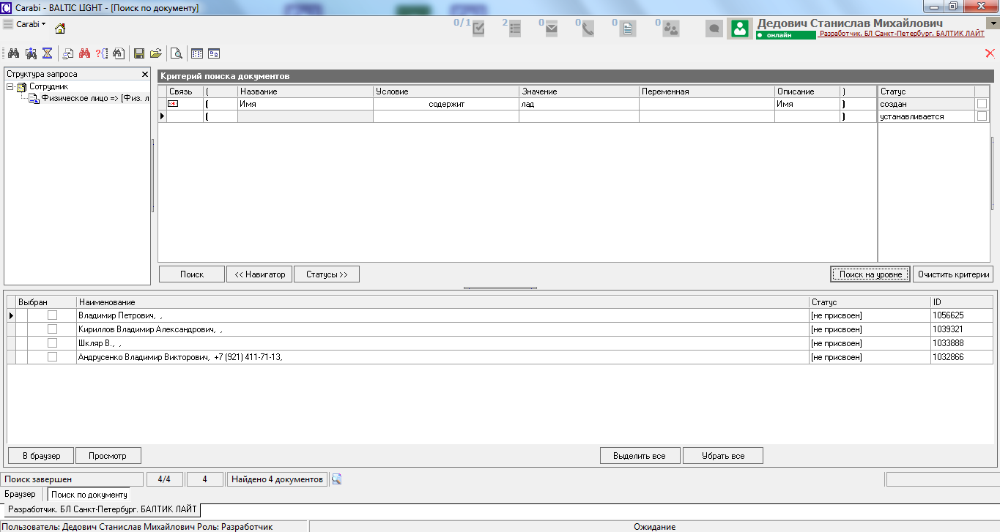 Carabi - BALTIC LIGHT - [Поиск по документу]
Carabi
0/1 2 0 0 0 0
Дедович Станислав Михайлович
онлайн Разработчик. БЛ Санкт-Петербург. БАЛТИК ЛАЙТ
Структура запроса
Сотрудник
Физическое лицо => [Физ. л
Критерий поиска документов
Связь ( Название Условие Значение Переменная Описание ) Статус
( Имя содержит лад Имя ) создан
( ) устанавливается
Поиск << Навигатор Статусы >> Поиск на уровне Очистить критерии
Выбран Наименование Статус ID
Владимир Петрович, , [не присвоен] 1056625
Кириллов Владимир Александрович, , [не присвоен] 1039321
Шкляр В., , [не присвоен] 1033888
Андрусенко Владимир Викторович, +7 (921) 411-71-13, [не присвоен] 1032866
В браузер Просмотр Выделить все Убрать все
Поиск завершен 4/4 4 Найдено 4 документов
Браузер Поиск по документу
Разработчик. БЛ Санкт-Петербург. БАЛТИК ЛАЙТ
Пользователь: Дедович Станислав Михайлович Роль: Разработчик Ожидание